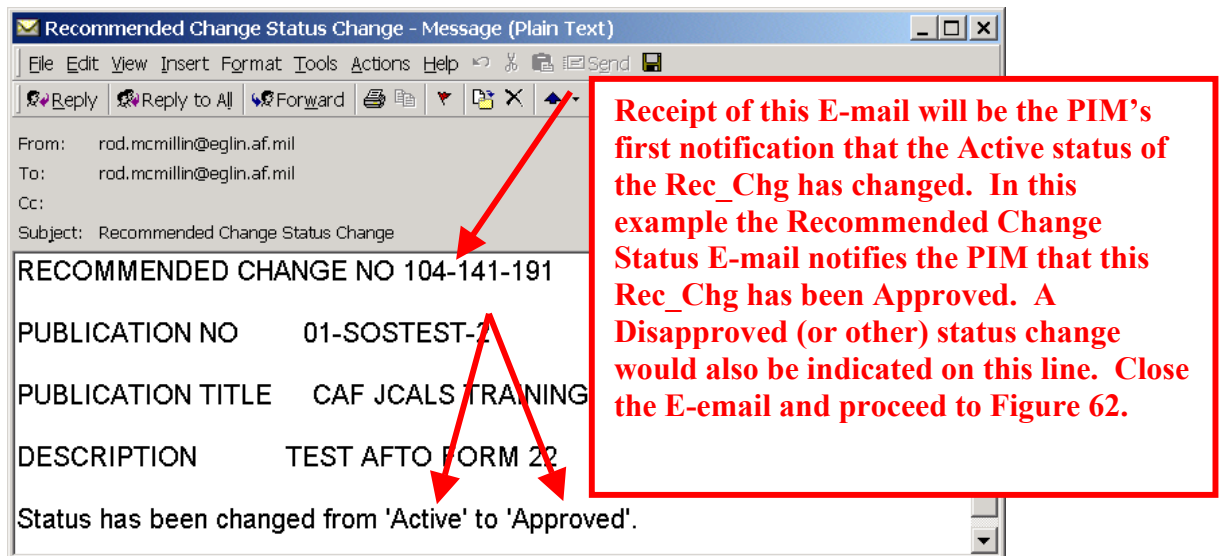 Recommended Change Status Change - Message (Plain Text)
File Edit View Insert Format Tools Actions Help Send
Reply Reply to All Forward
From: rod.mcmillin@eglin.af.mil
To: rod.mcmillin@eglin.af.mil
Cc:
Subject: Recommended Change Status Change
RECOMMENDED CHANGE NO 104-141-191
PUBLICATION NO 01-SOSTEST-2
PUBLICATION TITLE CAF JCALS TRAINING
DESCRIPTION TEST AFTO FORM 22
Status has been changed from 'Active' to 'Approved'.
Receipt of this E-mail will be the PIM’s
first notification that the Active status of
the Rec_Chg has changed. In this
example the Recommended Change
Status E-mail notifies the PIM that this
Rec_Chg has been Approved. A
Disapproved (or other) status change
would also be indicated on this line. Close
the E-email and proceed to Figure 62.